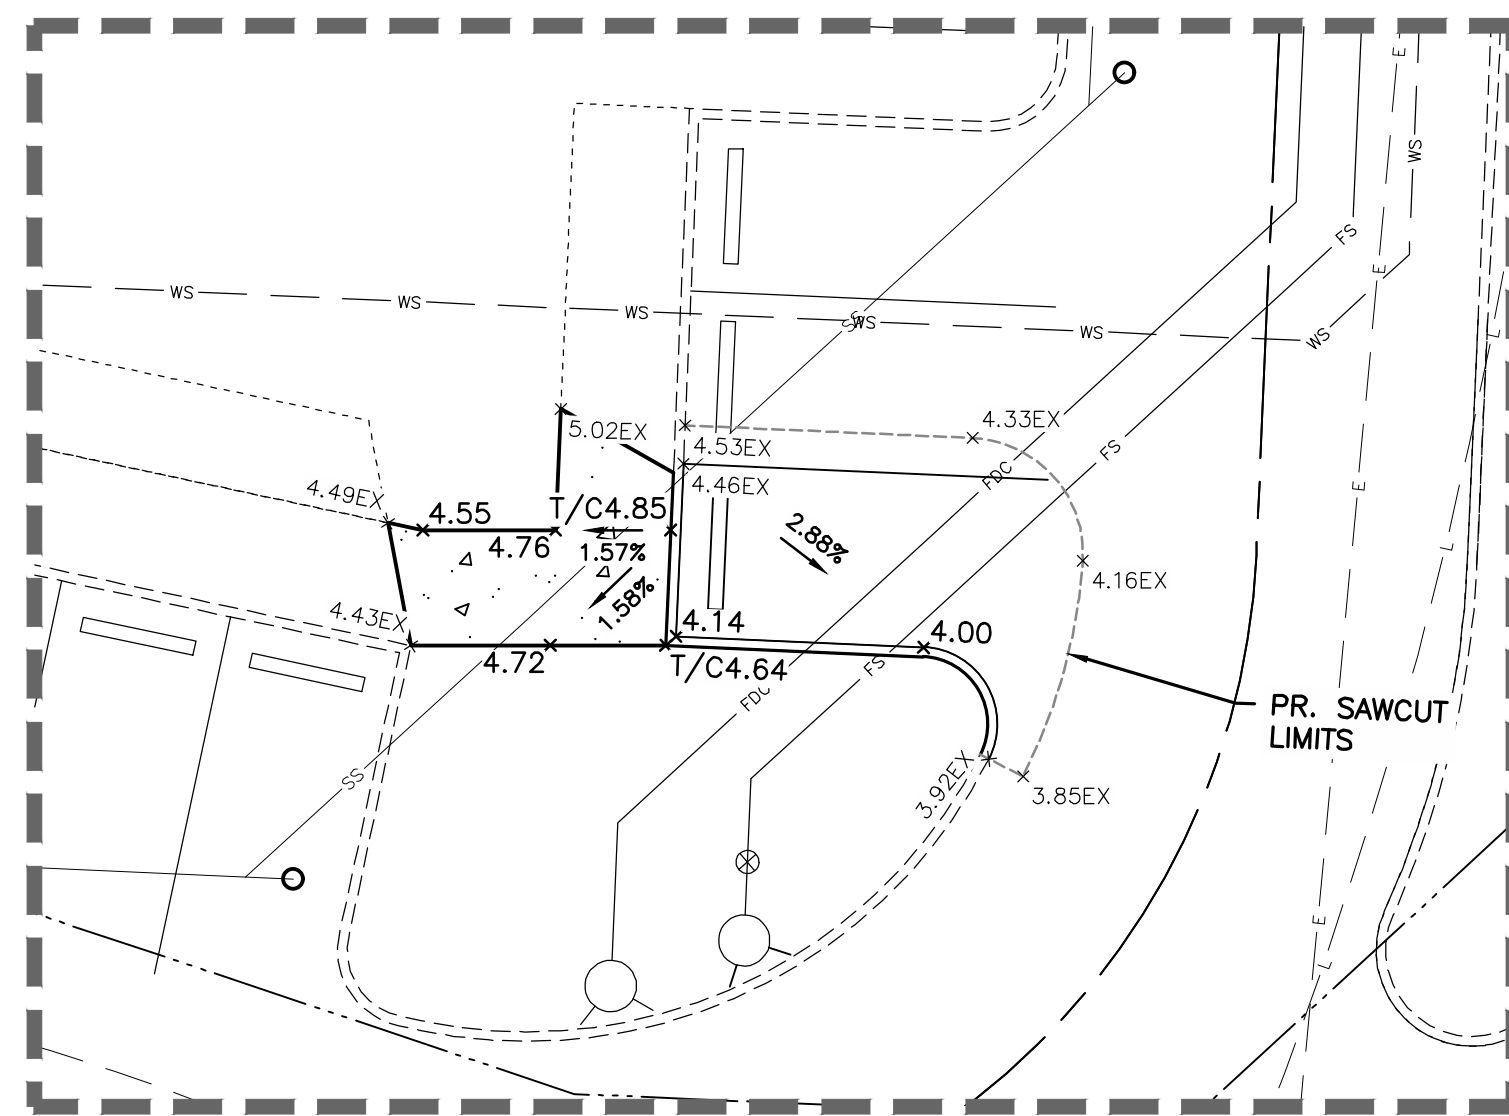 E
WS
FS
E
WS WS WS SS WS WS WS
L
4.33EX
5.02EX
4.53EX
FS
FDC
4.46EX
4.49EX
E
4.55
T/C4.85
2.88%
4.76
1.57%
L
4.16EX
1.58%
4.43EX
4.14
4.00
4.72
T/C4.64
FS
FDC
PR. SAWCUT
LIMITS
SS
3.92EX
3.85EX
E
L